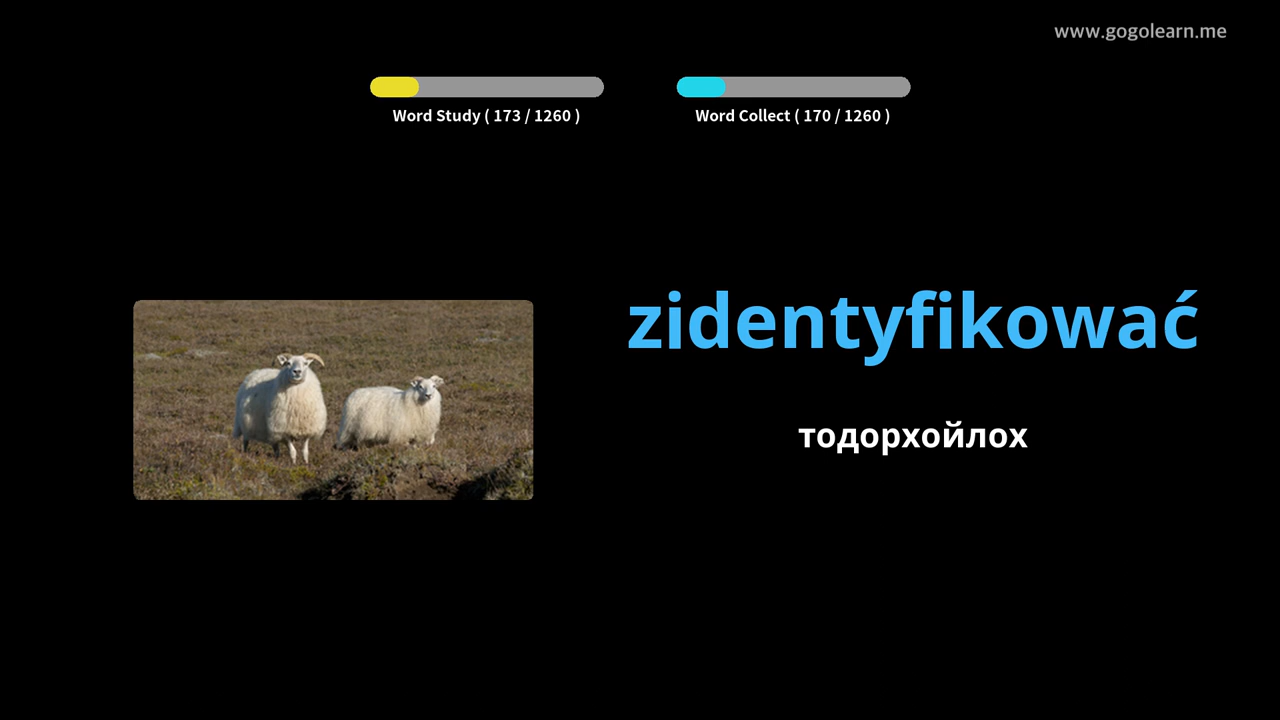 www.gogolearn.me
Word Study ( 173 / 1260 )
Word Collect ( 170 / 1260 )
zidentyfikować
тодорхойлох